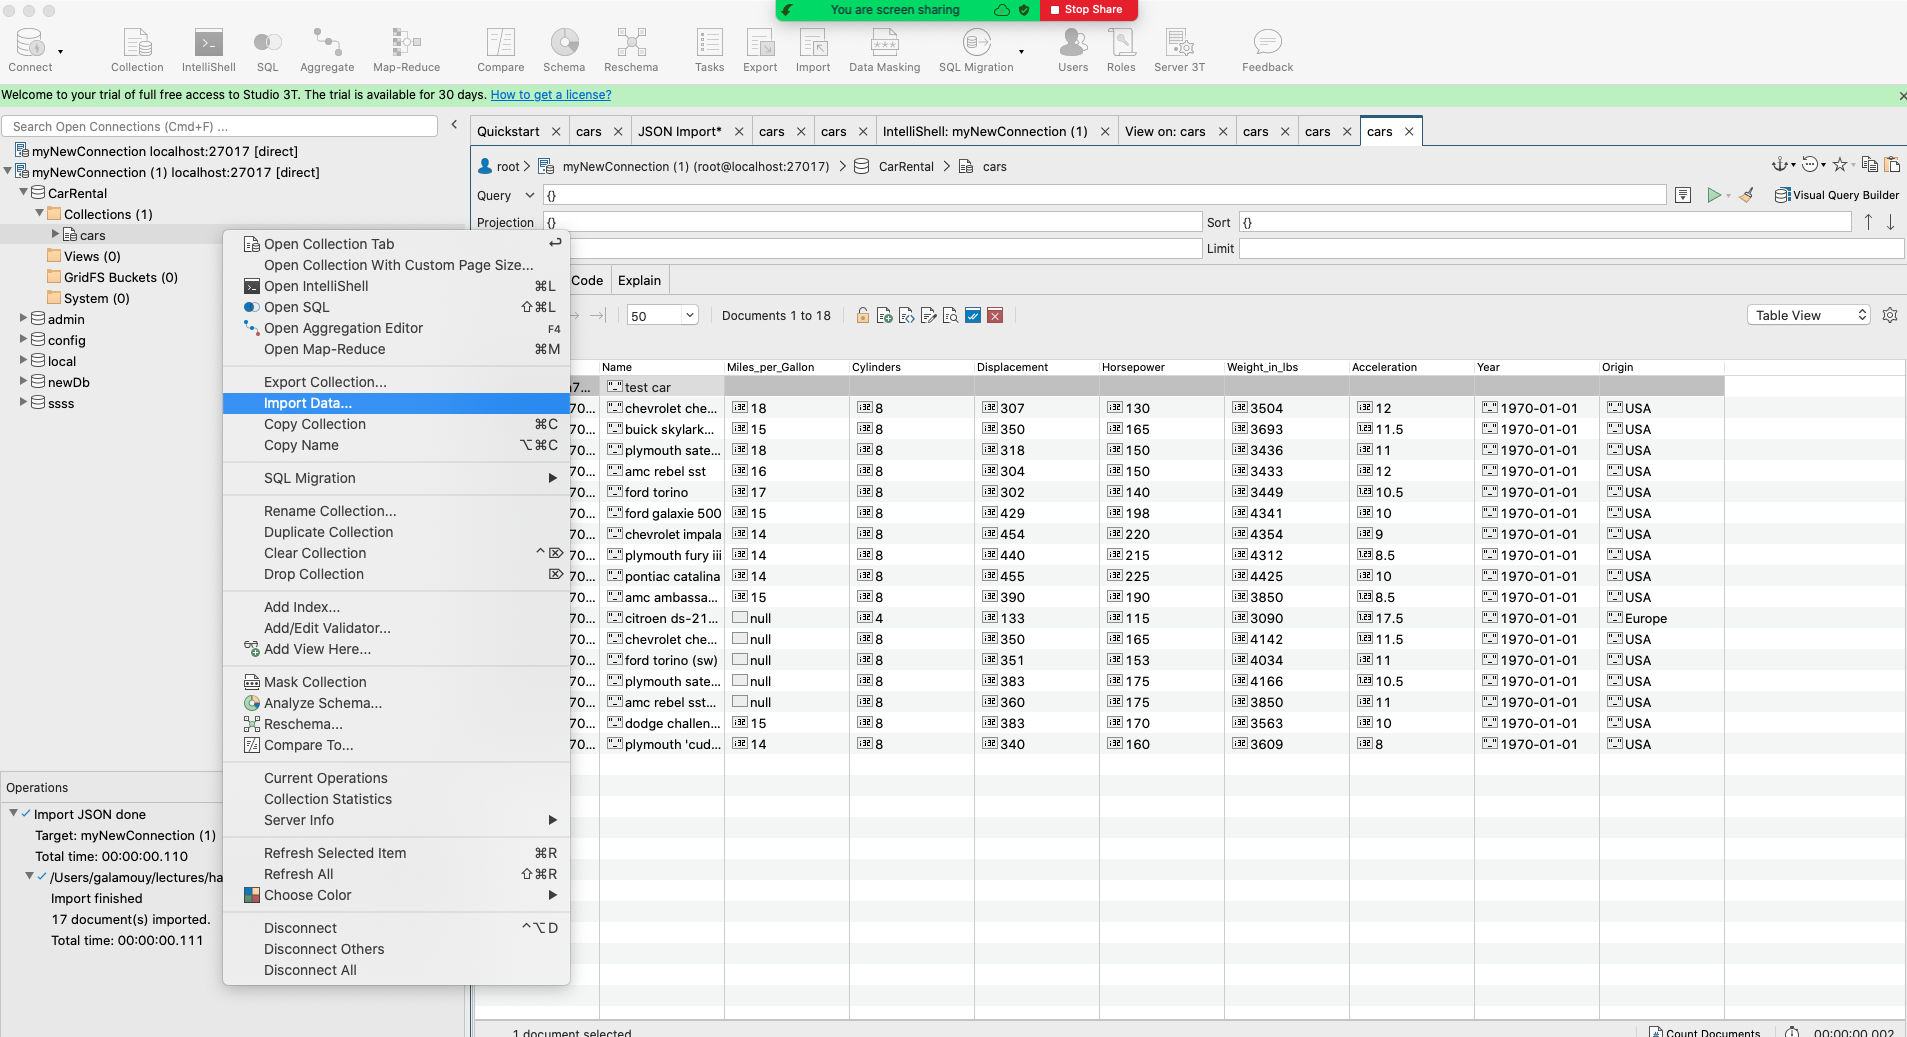 You are screen sharing Stop Share
Connect Collection IntelliShell SQL Aggregate Map-Reduce Compare Schema Reschema Tasks Export Import Data Masking SQL Migration Users Roles Server 3T Feedback
Welcome to your trial of full free access to Studio 3T. The trial is available for 30 days. How to get a license?
Search Open Connections (Cmd+F) ...
myNewConnection localhost:27017 [direct]
myNewConnection (1) localhost:27017 [direct]
CarRental
Collections (1)
cars
Views (0)
GridFS Buckets (0)
System (0)
admin
config
local
newDb
ssss
Operations
Import JSON done
Target: myNewConnection (1)
Total time: 00:00:00.110
/Users/galamouy/lectures/ha
Import finished
17 document(s) imported.
Total time: 00:00:00.111
Open Collection Tab
Open Collection With Custom Page Size...
Open IntelliShell ⌘L
Open SQL ⇧⌘L
Open Aggregation Editor F4
Open Map-Reduce ⌘M
Export Collection...
Import Data...
Copy Collection ⌘C
Copy Name ⌥⌘C
SQL Migration
Rename Collection...
Duplicate Collection
Clear Collection ^⌦
Drop Collection ⌦
Add Index...
Add/Edit Validator...
Add View Here...
Mask Collection
Analyze Schema...
Reschema...
Compare To...
Current Operations
Collection Statistics
Server Info
Refresh Selected Item ⌘R
Refresh All ⇧⌘R
Choose Color
Disconnect ^⌥D
Disconnect Others
Disconnect All
Quickstart cars JSON Import* cars cars IntelliShell: myNewConnection (1) View on: cars cars cars cars
root myNewConnection (1) (root@localhost:27017) CarRental cars
Query {} Visual Query Builder
Projection {} Sort {}
Limit
Code Explain
50 Documents 1 to 18 Table View
Name Miles_per_Gallon Cylinders Displacement Horsepower Weight_in_lbs Acceleration Year Origin
a7... test car
70... chevrolet che... 18 8 307 130 3504 12 1970-01-01 USA
70... buick skylark... 15 8 350 165 3693 11.5 1970-01-01 USA
70... plymouth sate... 18 8 318 150 3436 11 1970-01-01 USA
70... amc rebel sst 16 8 304 150 3433 12 1970-01-01 USA
70... ford torino 17 8 302 140 3449 10.5 1970-01-01 USA
70... ford galaxie 500 15 8 429 198 4341 10 1970-01-01 USA
70... chevrolet impala 14 8 454 220 4354 9 1970-01-01 USA
70... plymouth fury iii 14 8 440 215 4312 8.5 1970-01-01 USA
70... pontiac catalina 14 8 455 225 4425 10 1970-01-01 USA
70... amc ambassa... 15 8 390 190 3850 8.5 1970-01-01 USA
70... citroen ds-21... null 4 133 115 3090 17.5 1970-01-01 Europe
70... chevrolet che... null 8 350 165 4142 11.5 1970-01-01 USA
70... ford torino (sw) null 8 351 153 4034 11 1970-01-01 USA
70... plymouth sate... null 8 383 175 4166 10.5 1970-01-01 USA
70... amc rebel sst... null 8 360 175 3850 11 1970-01-01 USA
70... dodge challen... 15 8 383 170 3563 10 1970-01-01 USA
70... plymouth 'cud... 14 8 340 160 3609 8 1970-01-01 USA
1 document selected Count Documents 00:00:00.002